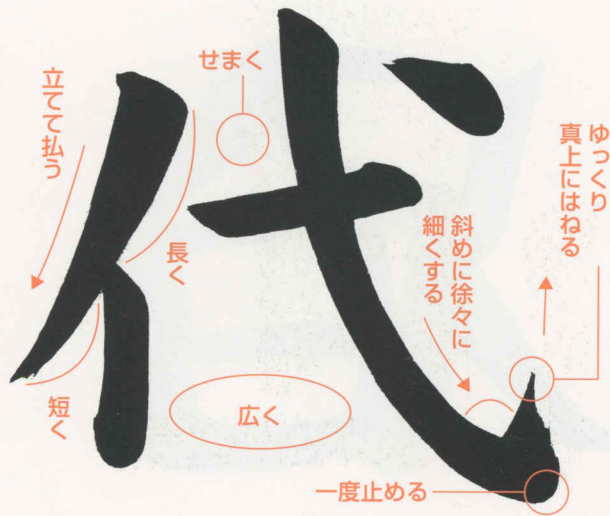 代
せまく
立てて払う
長く
短く
広く
斜めに徐々に
細くする
ゆっくり
真上にはねる
一度止める